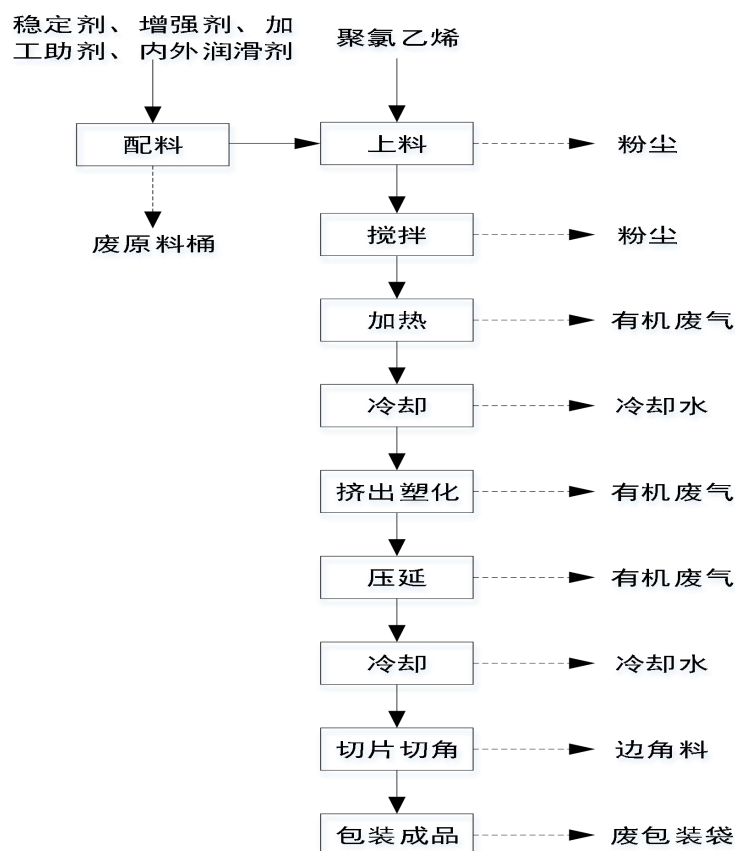 稳定剂、增强剂、加
工助剂、内外润滑剂
聚氯乙烯
配料
上料
粉尘
废原料桶
搅拌
粉尘
加热
有机废气
冷却
冷却水
挤出塑化
有机废气
压延
有机废气
冷却
冷却水
切片切角
边角料
包装成品
废包装袋